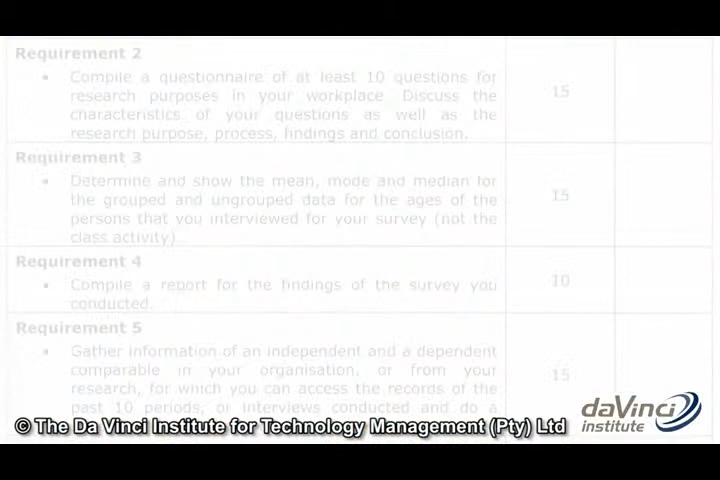 Requirement 2
• Compile a questionnaire of at least 10 questions for
research purposes in your workplace. Discuss the
characteristics of your questions as well as the
research purpose, process, findings and conclusion.
15
Requirement 3
• Determine and show the mean, mode and median for
the grouped and ungrouped data for the ages of the
persons that you interviewed for your survey (not the
class activity).
15
Requirement 4
• Compile a report for the findings of the survey you
conducted.
10
Requirement 5
• Gather information of an independent and a dependent
comparable in your organisation, or from your
research, for which you can access the records of the
past 10 periods, or interviews conducted and do a
15
daVinci
institute
© The Da Vinci Institute for Technology Management (Pty) Ltd